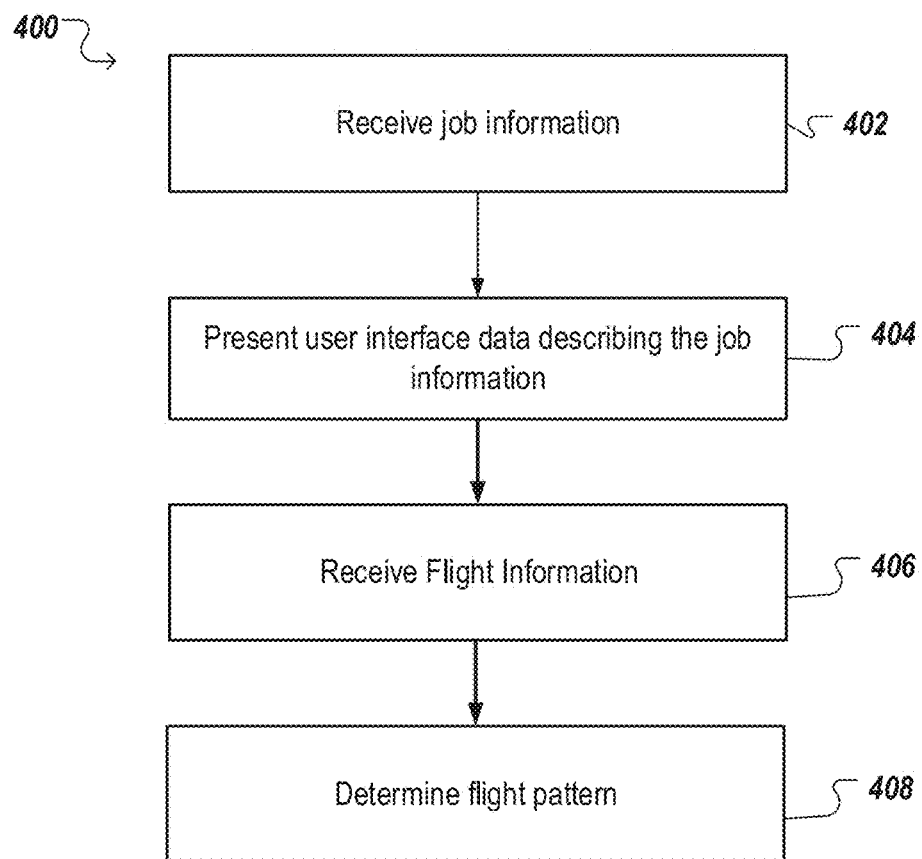 400
Receive job information
402
Present user interface data describing the job
information
404
Receive Flight Information
406
Determine flight pattern
408